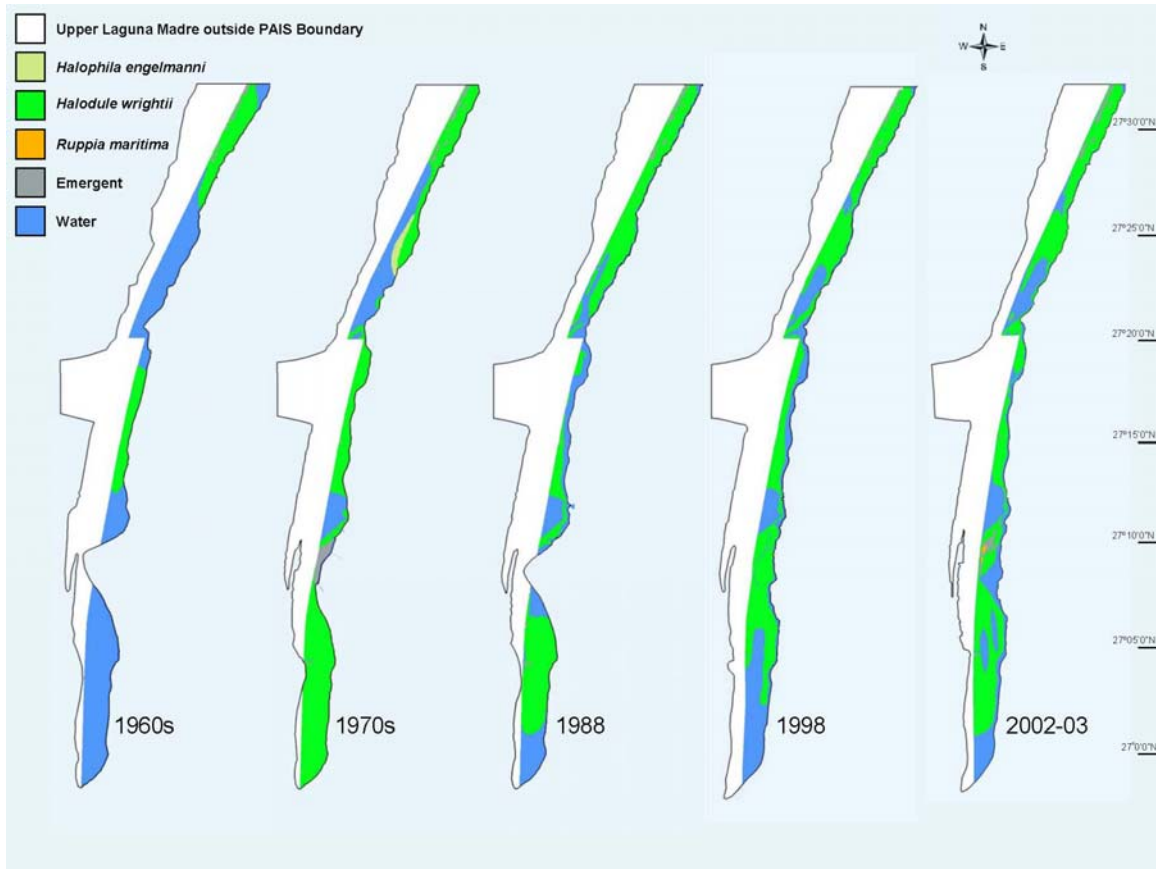 Upper Laguna Madre outside PAIS Boundary
Halophila engelmanni
Halodule wrightii
Ruppia maritima
Emergent
Water
N
W E
S
27°30'0"N
27°25'0"N
27°20'0"N
27°15'0"N
27°10'0"N
27°05'0"N
27°0'0"N
1960s
1970s
1988
1998
2002-03